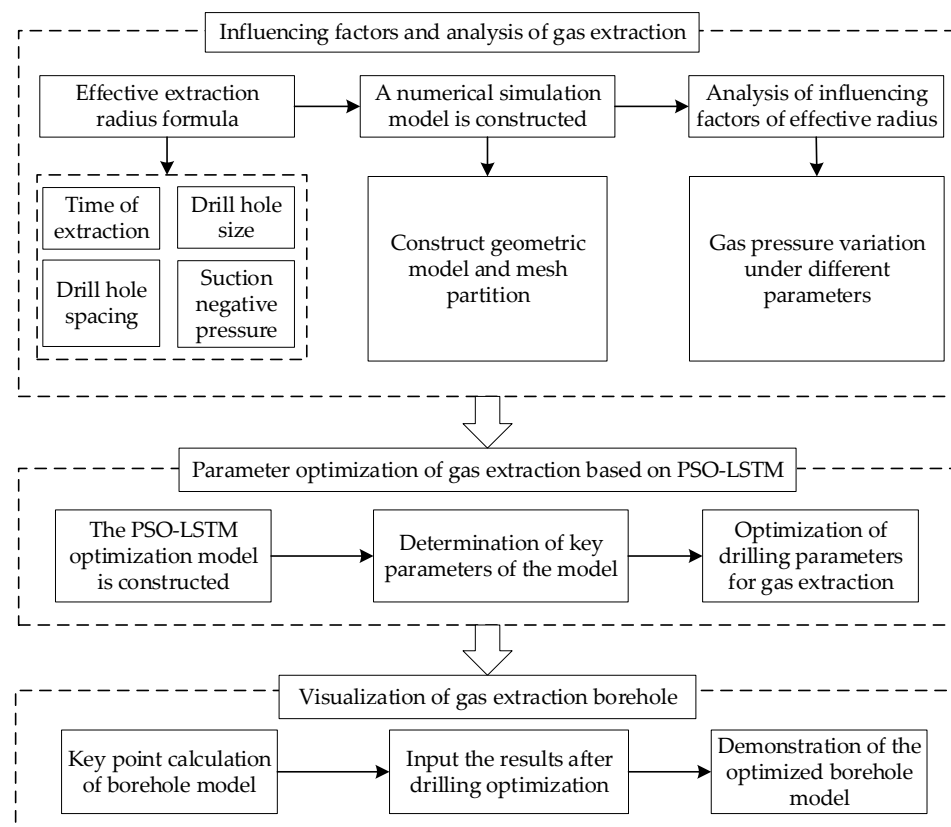 Influencing factors and analysis of gas extraction
Effective extraction
radius formula
A numerical simulation
model is constructed
Analysis of influencing
factors of effective radius
Time of
extraction
Drill hole
size
Drill hole
spacing
Suction
negative
pressure
Construct geometric
model and mesh
partition
Gas pressure variation
under different
parameters
Parameter optimization of gas extraction based on PSO-LSTM
The PSO-LSTM
optimization model
is constructed
Determination of key
parameters of the model
Optimization of
drilling parameters
for gas extraction
Visualization of gas extraction borehole
Key point calculation
of borehole model
Input the results after
drilling optimization
Demonstration of the
optimized borehole
model